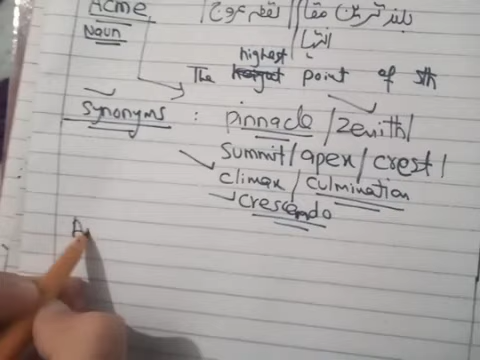 Acme | نقطہ عروج | بلند ترین مقام
Noun انتہا
highest
The point of sth
Synonyms : pinnacle / zenith /
summit / apex / crest /
climax / culmination
crescendo
A